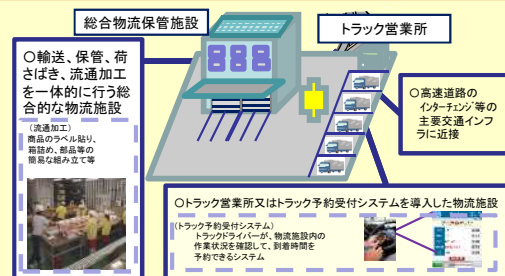 総合物流保管施設
トラック営業所
〇輸送、保管、荷
さばき、流通加工
を一体的に行う総
合的な物流施設
(流通加工)
商品のラベル貼り、
箱詰め、部品等の
簡易な組み立て等
888
〇高速道路の
インターチェンジ等の
主要交通インフ
ラに近接
〇トラック営業所又はトラック予約受付システムを導入した物流施設
(トラック予約受付システム)
トラックドライバーが、物流施設内の
作業状況を確認して、到着時間を
予約できるシステム